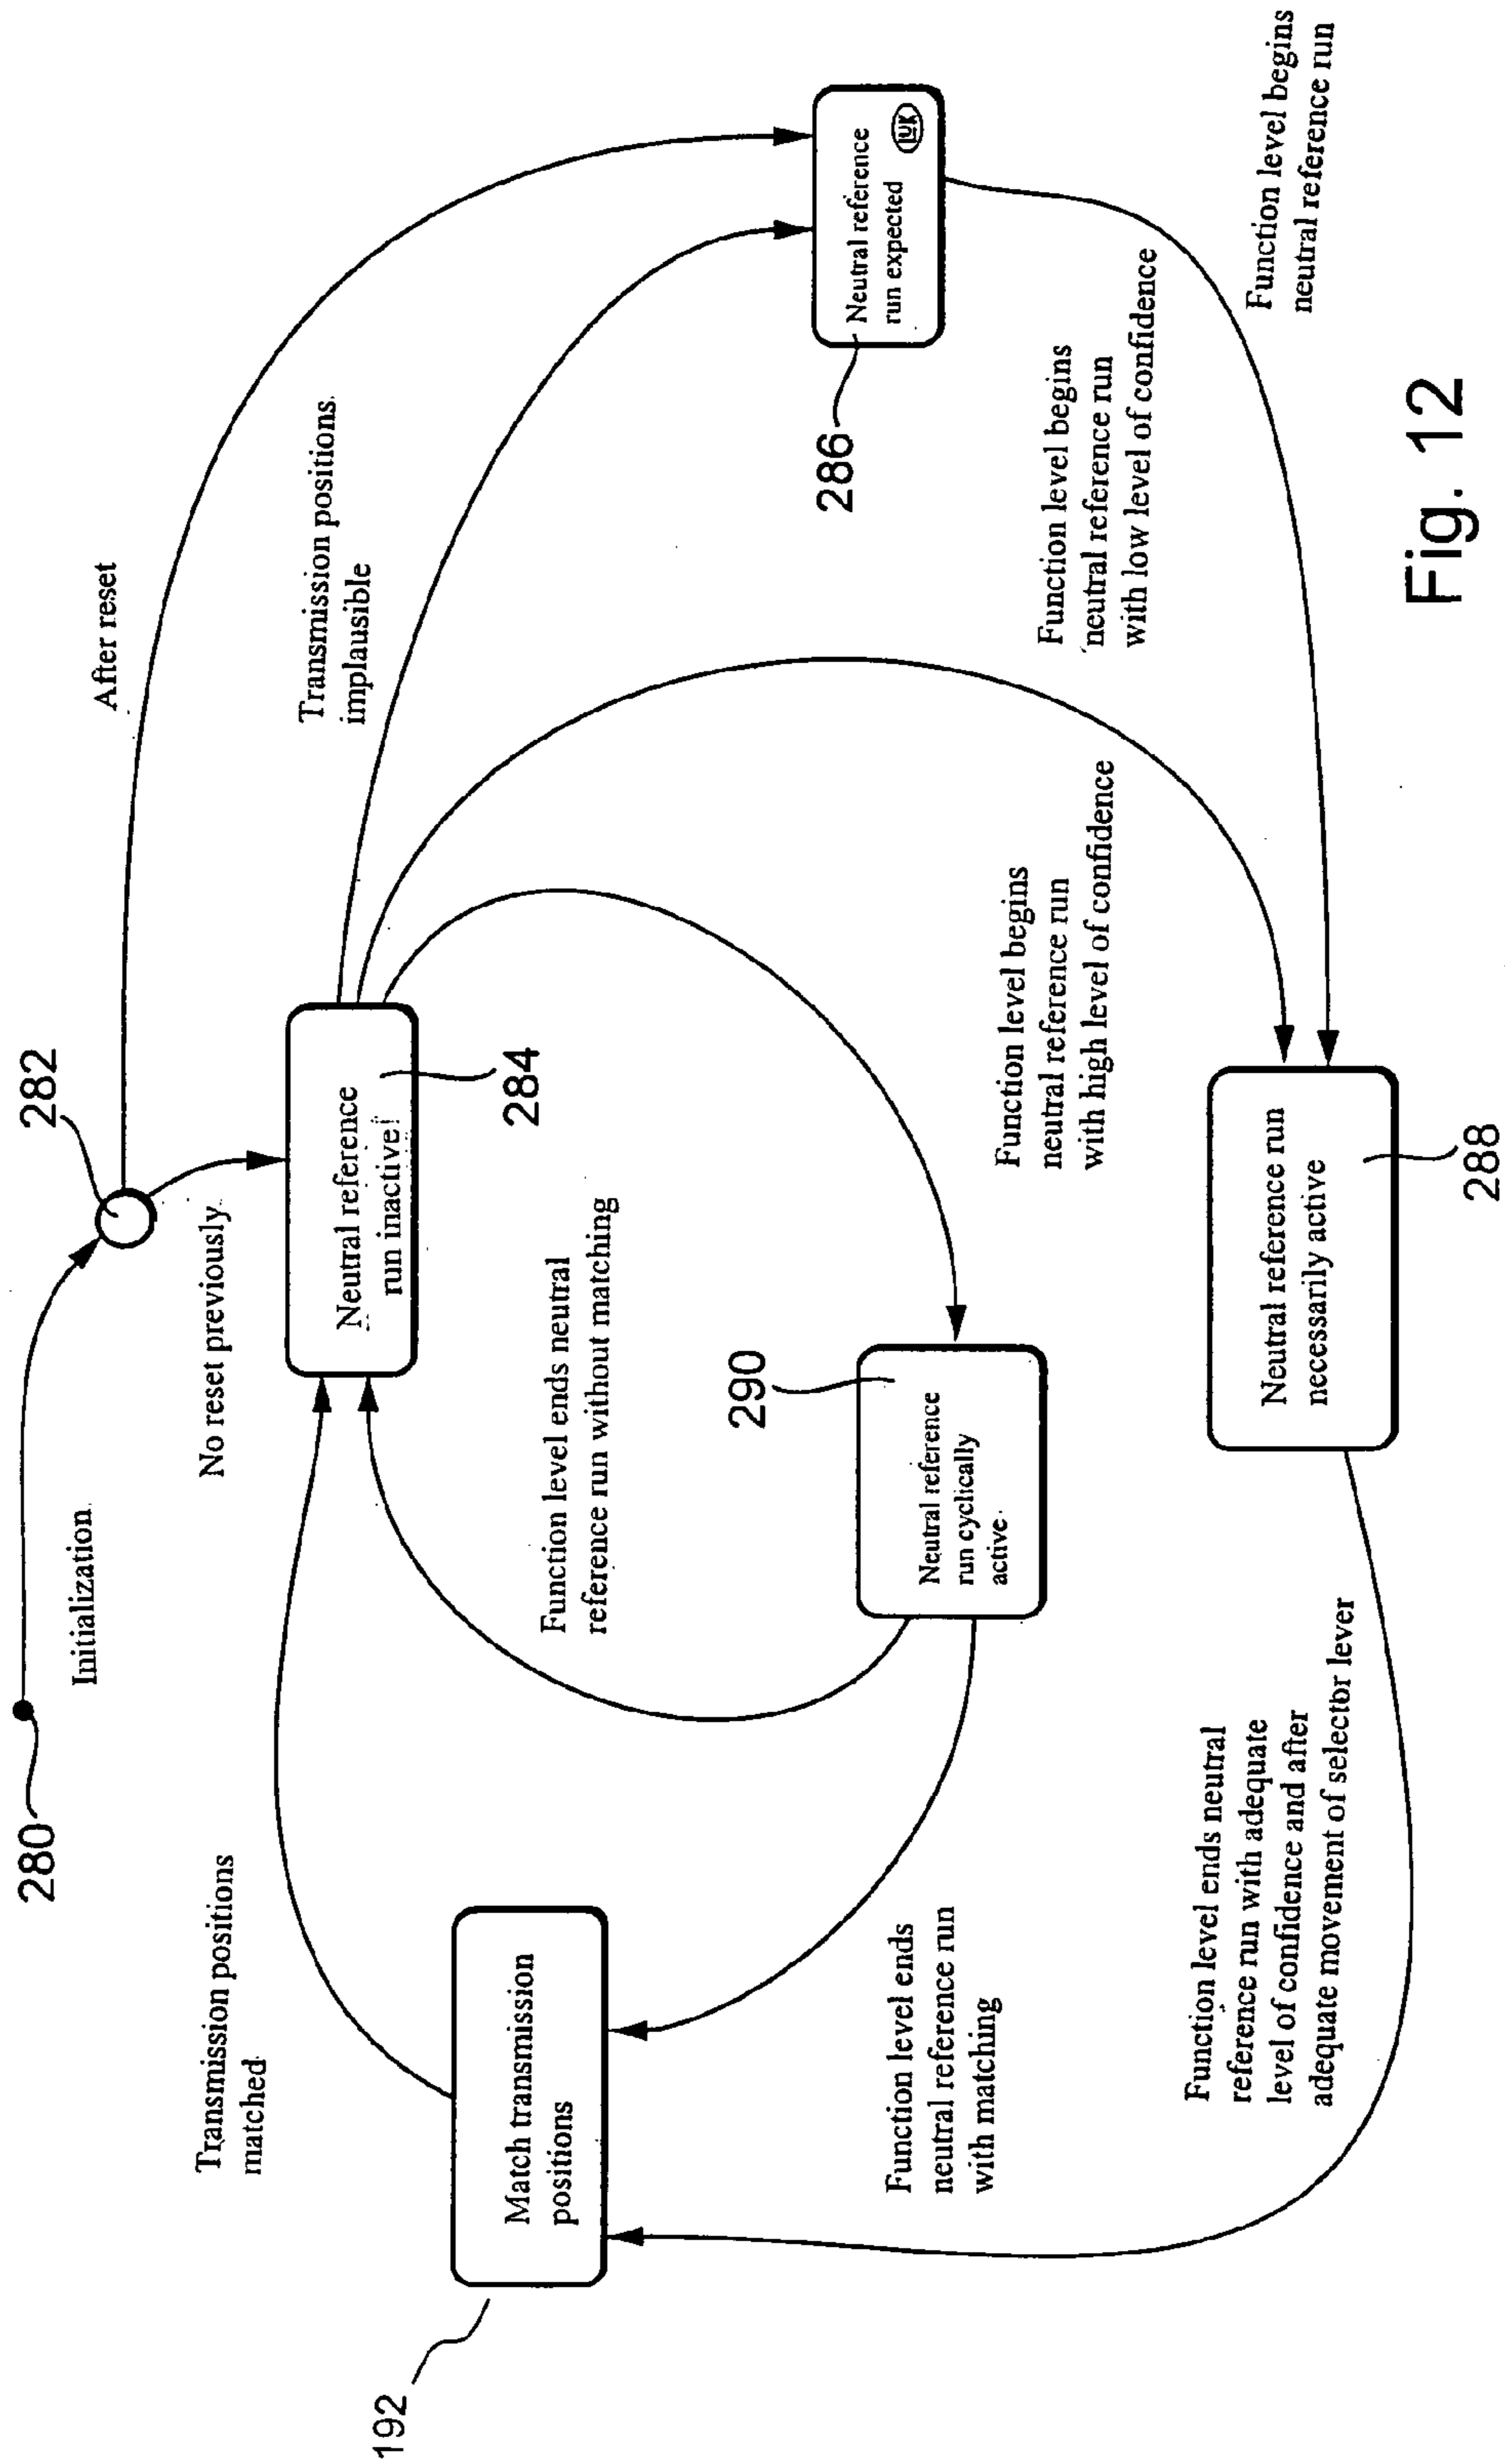 280
Initialization
282
After reset
No reset previously
Transmission positions
matched
Neutral reference
run inactive!
284
Transmission positions
implausible
Match transmission
positions
192
Function level ends neutral
reference run without matching
290
Neutral reference
run cyclically
active
Neutral reference
run expected
LUK
286
Function level ends
neutral reference run
with matching
Function level begins
neutral reference run
with high level of confidence
Function level begins
neutral reference run
with low level of confidence
Function level begins
neutral reference run
Neutral reference run
necessarily active
288
Function level ends neutral
reference run with adequate
level of confidence and after
adequate movement of selector lever
Fig. 12